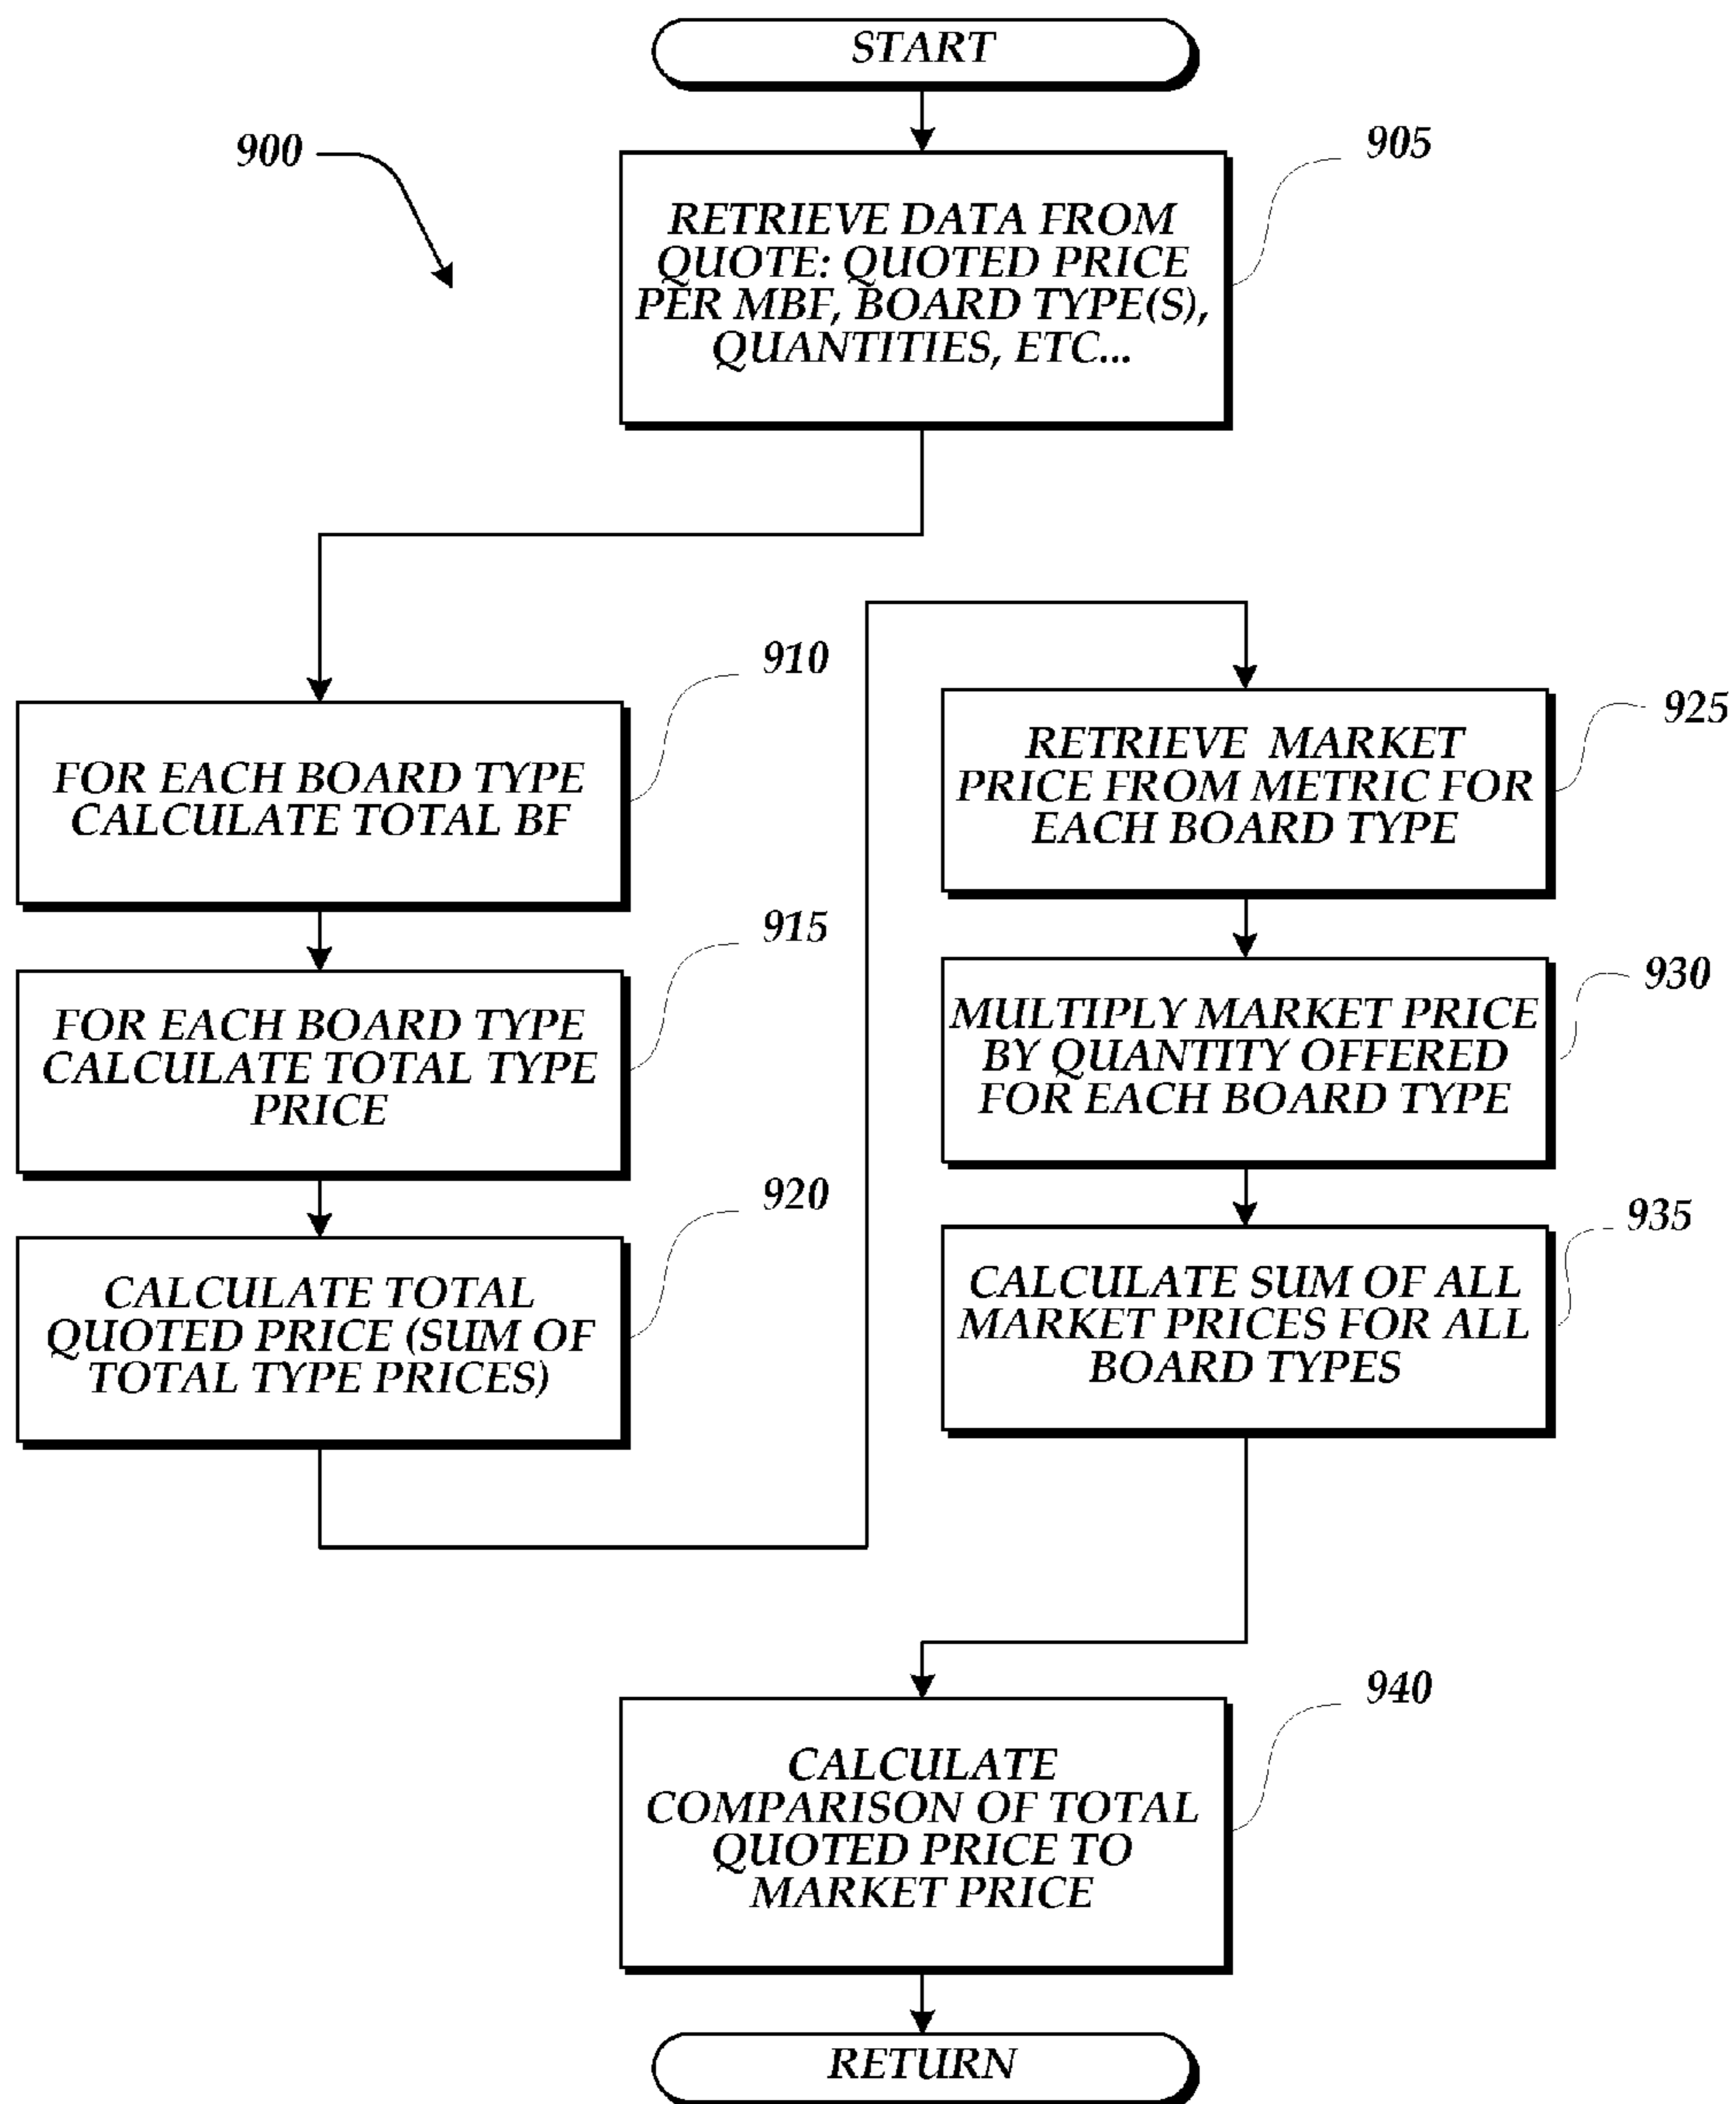 START
900
905
RETRIEVE DATA FROM
QUOTE: QUOTED PRICE
PER MBF, BOARD TYPE(S),
QUANTITIES, ETC...
910
FOR EACH BOARD TYPE
CALCULATE TOTAL BF
915
FOR EACH BOARD TYPE
CALCULATE TOTAL TYPE
PRICE
920
CALCULATE TOTAL
QUOTED PRICE (SUM OF
TOTAL TYPE PRICES)
925
RETRIEVE MARKET
PRICE FROM METRIC FOR
EACH BOARD TYPE
930
MULTIPLY MARKET PRICE
BY QUANTITY OFFERED
FOR EACH BOARD TYPE
935
CALCULATE SUM OF ALL
MARKET PRICES FOR ALL
BOARD TYPES
940
CALCULATE
COMPARISON OF TOTAL
QUOTED PRICE TO
MARKET PRICE
RETURN